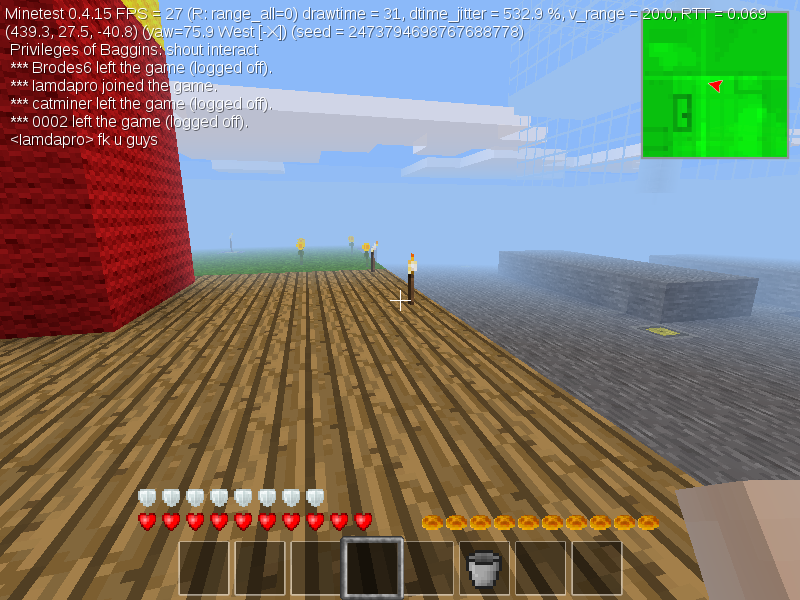 Minetest 0.4.15 FPS = 27 (R: range_all=0) drawtime = 31, dtime_jitter = 532.9 %, v_range = 20.0, RTT = 0.069
(439.3, 27.5, -40.8) (yaw=75.9 West [-X]) (seed = 2473794698767688778)
Privileges of Baggins: shout interact
*** Brodes6 left the game (logged off).
*** Iamdapro joined the game.
*** catminer left the game (logged off).
*** 0002 left the game (logged off).
<Iamdapro> fk u guys